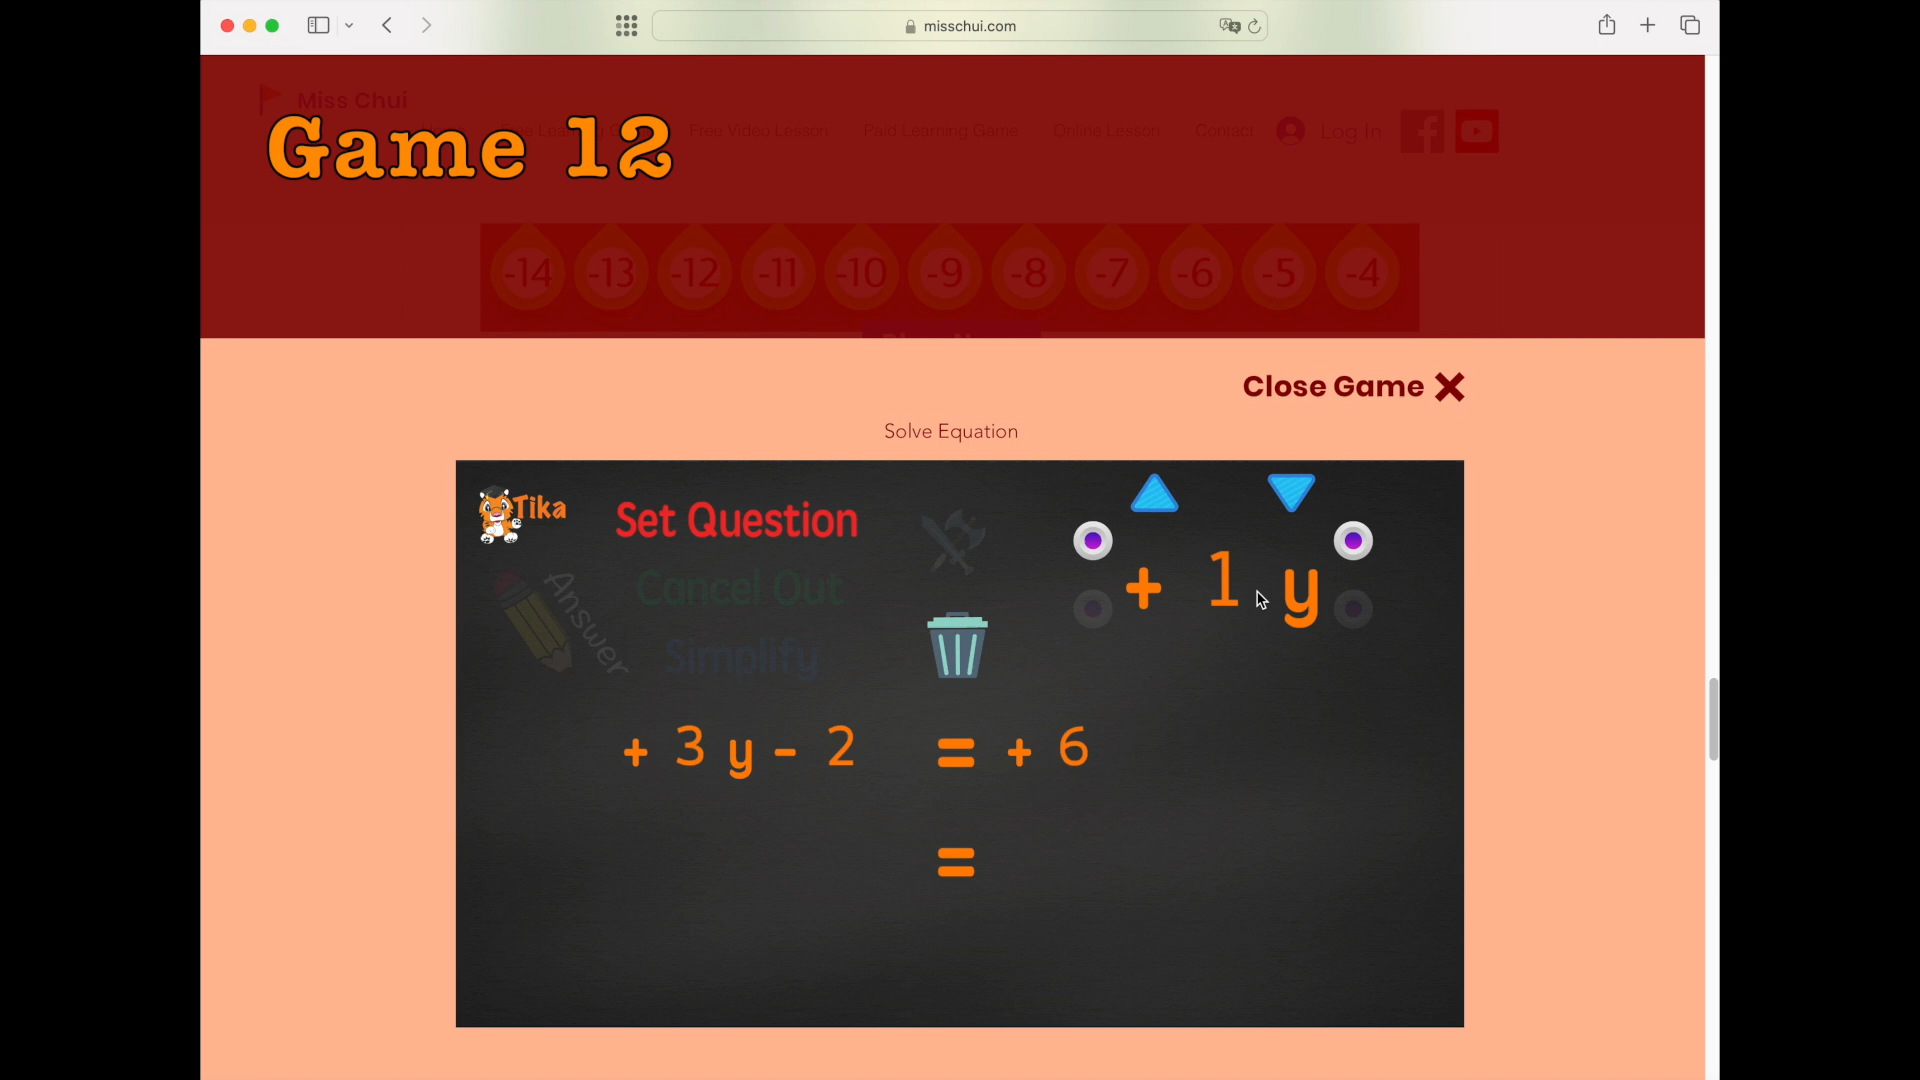 misschui.com
Miss Chui
Game 12
Free Video Lesson
Paid Learning Game
Online Lesson
Contact
Log In
-14 -13 -12 -11 -10 -9 -8 -7 -6 -5 -4
Close Game
Solve Equation
Tika
Set Question
Cancel Out
Simplify
Answer
+ 1 y
+ 3 y - 2 = + 6
=